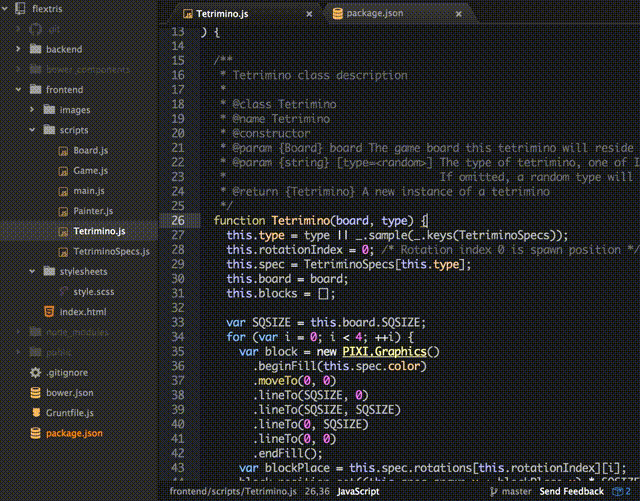 flextris
.git
backend
bower_components
frontend
images
scripts
Board.js
Game.js
main.js
Painter.js
Tetrimino.js
TetriminoSpecs.js
stylesheets
style.scss
index.html
node_modules
public
.gitignore
bower.json
Gruntfile.js
package.json
Tetrimino.js
package.json
13 ) {
14
15 /**
16 * Tetrimino class description
17 *
18 * @class Tetrimino
19 * @name Tetrimino
20 * @constructor
21 * @param {Board} board The game board this tetrimino will reside
22 * @param {string} [type=<random>] The type of tetrimino, one of I
23 * If omitted, a random type will
24 * @return {Tetrimino} A new instance of a tetrimino
25 */
26 function Tetrimino(board, type) {
27 this.type = type || _.sample(_.keys(TetriminoSpecs));
28 this.rotationIndex = 0; /* Rotation index 0 is spawn position */
29 this.spec = TetriminoSpecs[this.type];
30 this.board = board;
31 this.blocks = [];
32
33 var SQSIZE = this.board.SQSIZE;
34 for (var i = 0; i < 4; ++i) {
35 var block = new PIXI.Graphics()
36 .beginFill(this.spec.color)
37 .moveTo(0, 0)
38 .lineTo(SQSIZE, 0)
39 .lineTo(SQSIZE, SQSIZE)
40 .lineTo(0, SQSIZE)
41 .lineTo(0, 0)
42 .endFill();
43 var blockPlace = this.spec.rotations[this.rotationIndex][i];
frontend/scripts/Tetrimino.js 26,36 JavaScript master Send Feedback 2